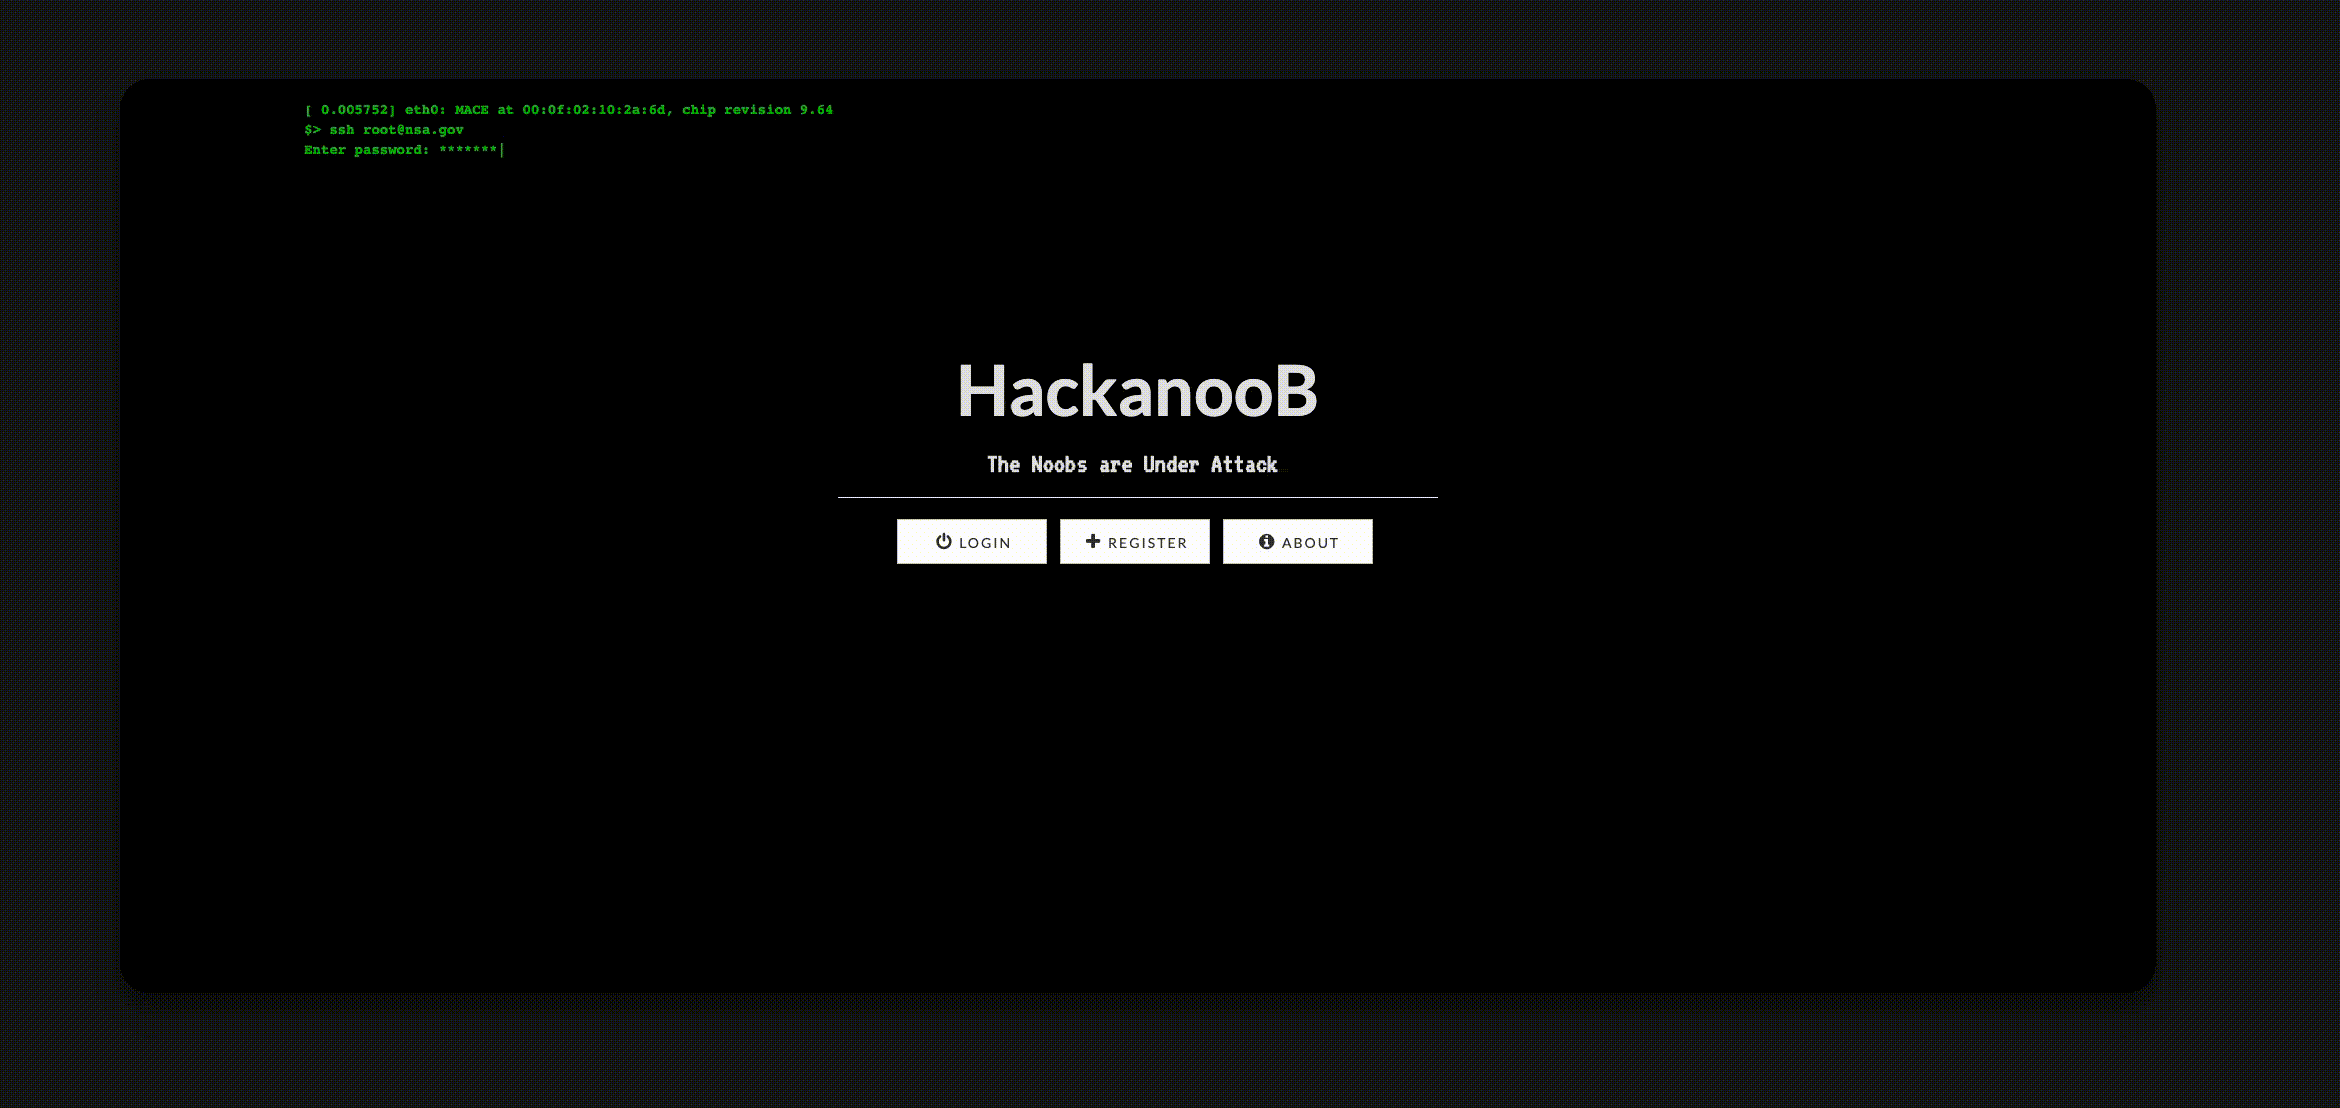 [ 0.005752] eth0: MACE at 00:0f:02:10:2a:6d, chip revision 9.64
$> ssh root@nsa.gov
Enter password: *******|
HackanooB
The Noobs are Under Attack
LOGIN REGISTER ABOUT